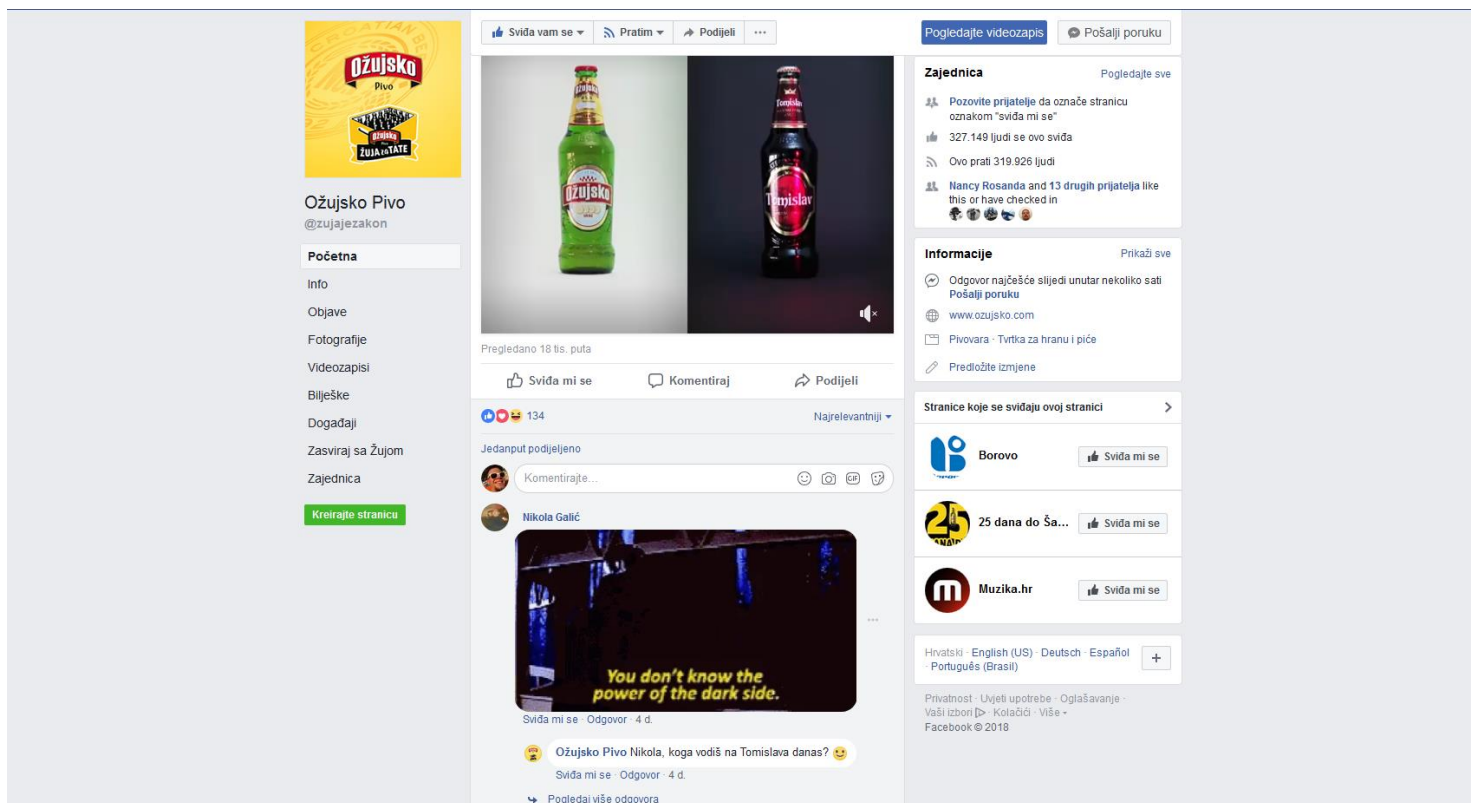 CROATIAN BE
Ožujsko
Pivo
Ožujsko
ŽUJA za TATE
Ožujsko Pivo
@zujajezakon
Početna
Info
Objave
Fotografije
Videozapisi
Bilješke
Događaji
Zasviraj sa Žujom
Zajednica
Kreirajte stranicu
Sviđa vam se
Pratim
Podijeli
...
Pogledajte videozapis
Pošalji poruku
Ožujsko
Tomislav
Ožujsko
Tomislav
Pregledano 18 tis. puta
Sviđa mi se
Komentiraj
Podijeli
134
Najrelevantniji
Jedanput podijeljeno
Komentirajte...
GIF
Nikola Galić
You don't know the
power of the dark side.
Sviđa mi se · Odgovor · 4 d.
Ožujsko Pivo Nikola, koga vodiš na Tomislava danas? 😉
Sviđa mi se · Odgovor · 4 d.
Pogledaj više odgovora
Zajednica
Pogledajte sve
Pozovite prijatelje da označe stranicu
oznakom "sviđa mi se"
327.149 ljudi se ovo sviđa
Ovo prati 319.926 ljudi
Nancy Rosanda and 13 drugih prijatelja like
this or have checked in
Informacije
Prikaži sve
Odgovor najčešće slijedi unutar nekoliko sati
Pošalji poruku
www.ozujsko.com
Pivovara · Tvrtka za hranu i piće
Predložite izmjene
Stranice koje se sviđaju ovoj stranici
Borovo
Sviđa mi se
25
25 dana do Ša...
Sviđa mi se
m
Muzika.hr
Sviđa mi se
Hrvatski · English (US) · Deutsch · Español
· Português (Brasil)
+
Privatnost · Uvjeti upotrebe · Oglašavanje ·
Vaši izbori · Kolačići · Više
Facebook © 2018